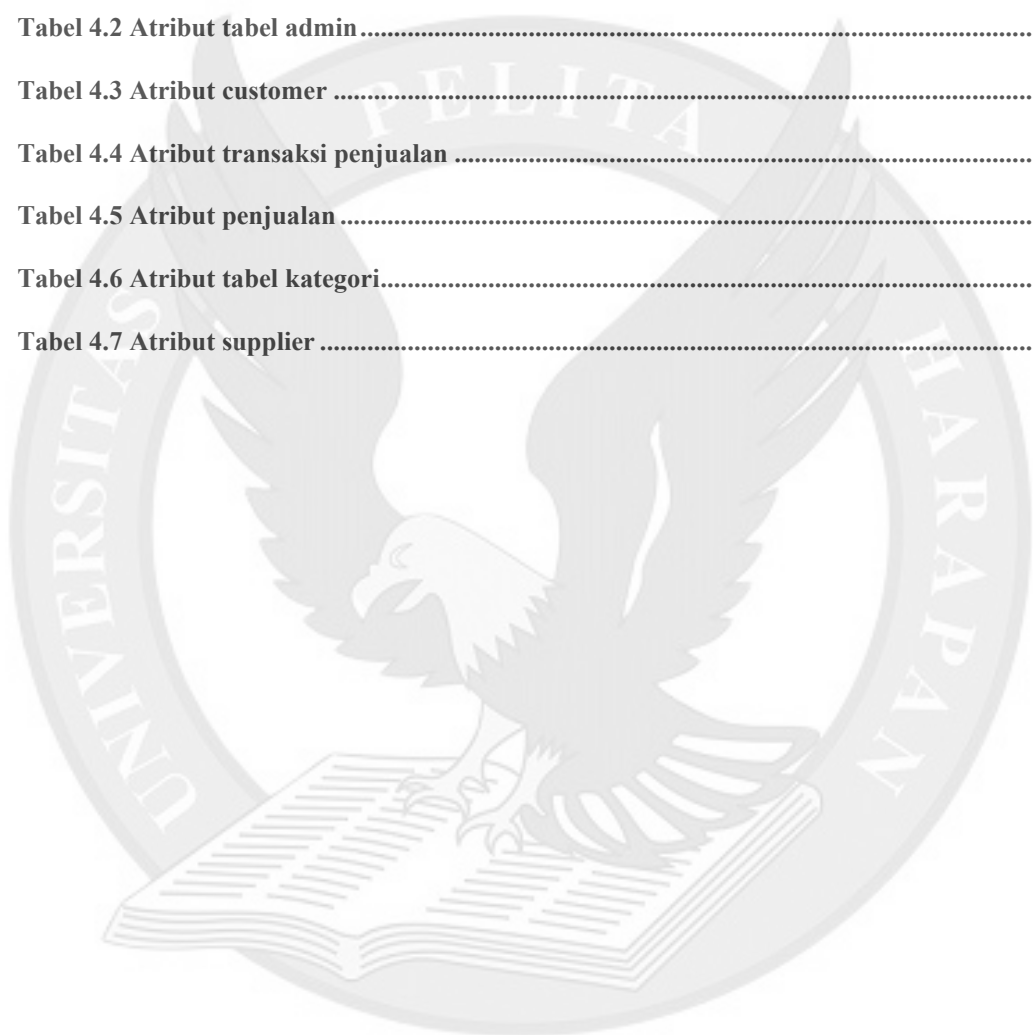 Tabel 4.2 Atribut tabel admin
Tabel 4.3 Atribut customer
Tabel 4.4 Atribut transaksi penjualan
Tabel 4.5 Atribut penjualan
Tabel 4.6 Atribut tabel kategori
Tabel 4.7 Atribut supplier
UNIVERSITAS PELITA HARAPAN